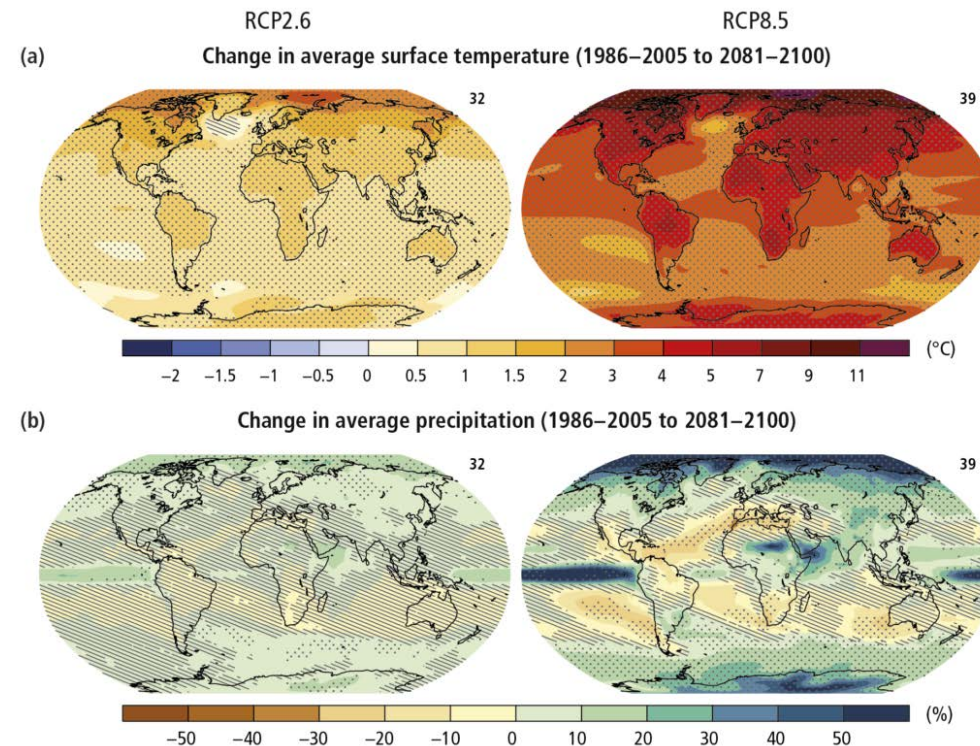 RCP2.6 RCP8.5
(a) Change in average surface temperature (1986–2005 to 2081–2100)
32 39
(°C)
−2 −1.5 −1 −0.5 0 0.5 1 1.5 2 3 4 5 7 9 11
(b) Change in average precipitation (1986–2005 to 2081–2100)
32 39
(%)
−50 −40 −30 −20 −10 0 10 20 30 40 50